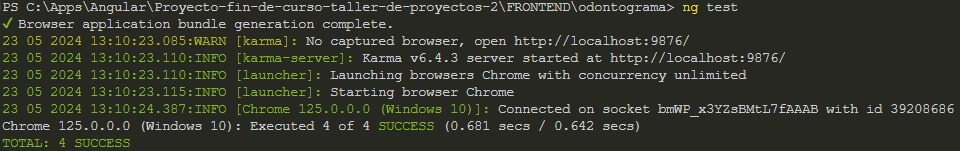 PS C:\Apps\Angular\Proyecto-fin-de-curso-taller-de-proyectos-2\FRONTEND\odontograma> ng test
✓ Browser application bundle generation complete.
23 05 2024 13:10:23.085:WARN [karma]: No captured browser, open http://localhost:9876/
23 05 2024 13:10:23.110:INFO [karma-server]: Karma v6.4.3 server started at http://localhost:9876/
23 05 2024 13:10:23.110:INFO [launcher]: Launching browsers Chrome with concurrency unlimited
23 05 2024 13:10:23.115:INFO [launcher]: Starting browser Chrome
23 05 2024 13:10:24.387:INFO [Chrome 125.0.0.0 (Windows 10)]: Connected on socket bmWP_x3YZsBMtL7fAAAB with id 39208686
Chrome 125.0.0.0 (Windows 10): Executed 4 of 4 SUCCESS (0.681 secs / 0.642 secs)
TOTAL: 4 SUCCESS